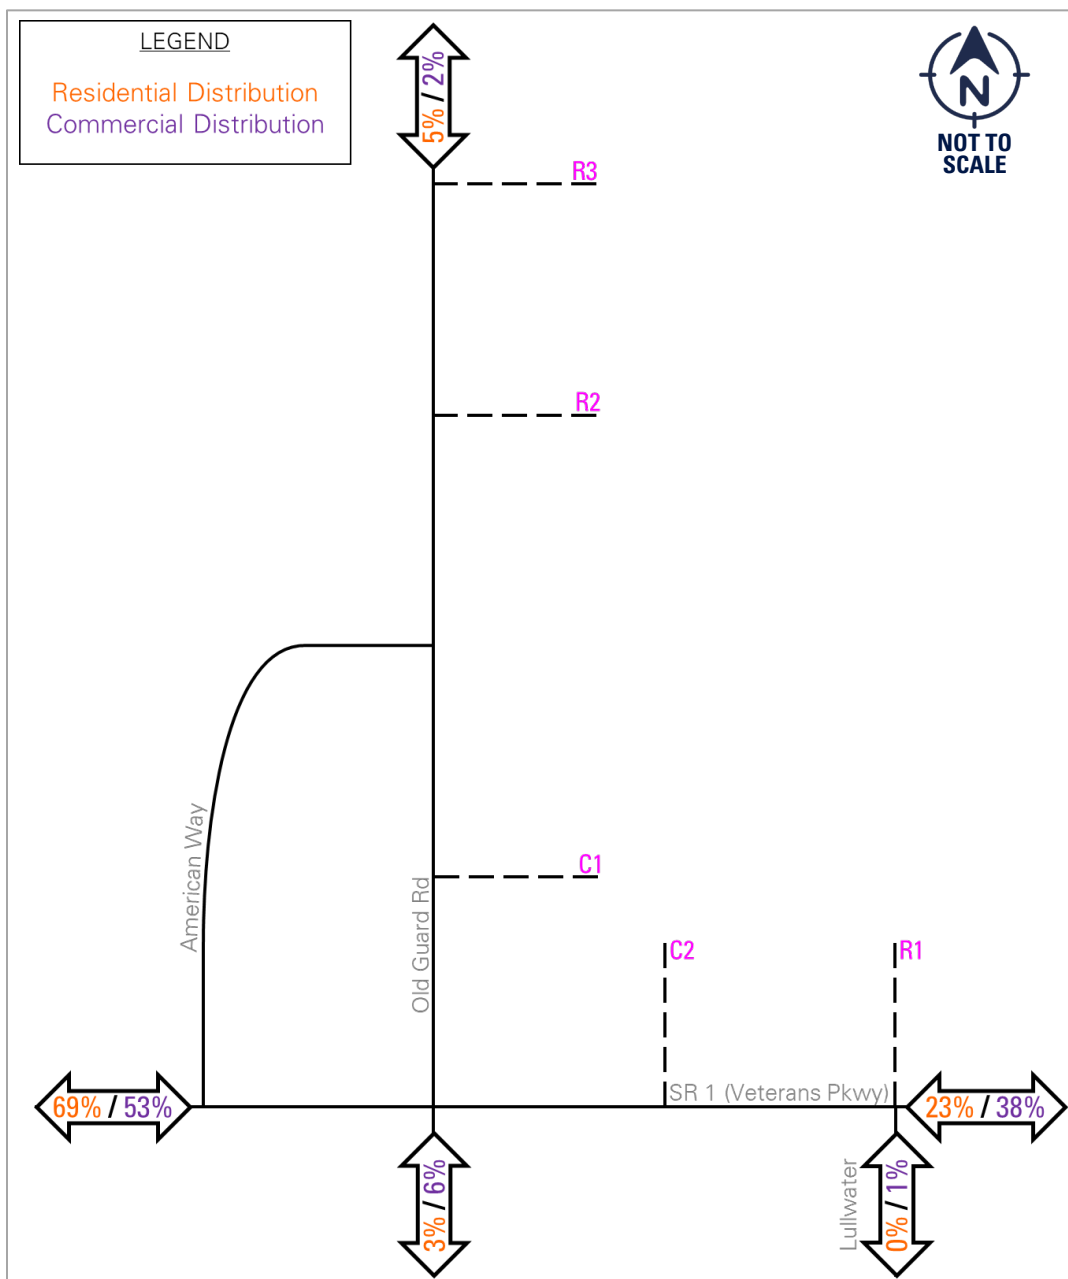 LEGEND
Residential Distribution
Commercial Distribution
5% / 2%
N
NOT TO
SCALE
R3
R2
American Way
Old Guard Rd
C1
C2
R1
SR 1 (Veterans Pkwy)
69% / 53%
23% / 38%
3% / 6%
Lullwater
0% / 1%